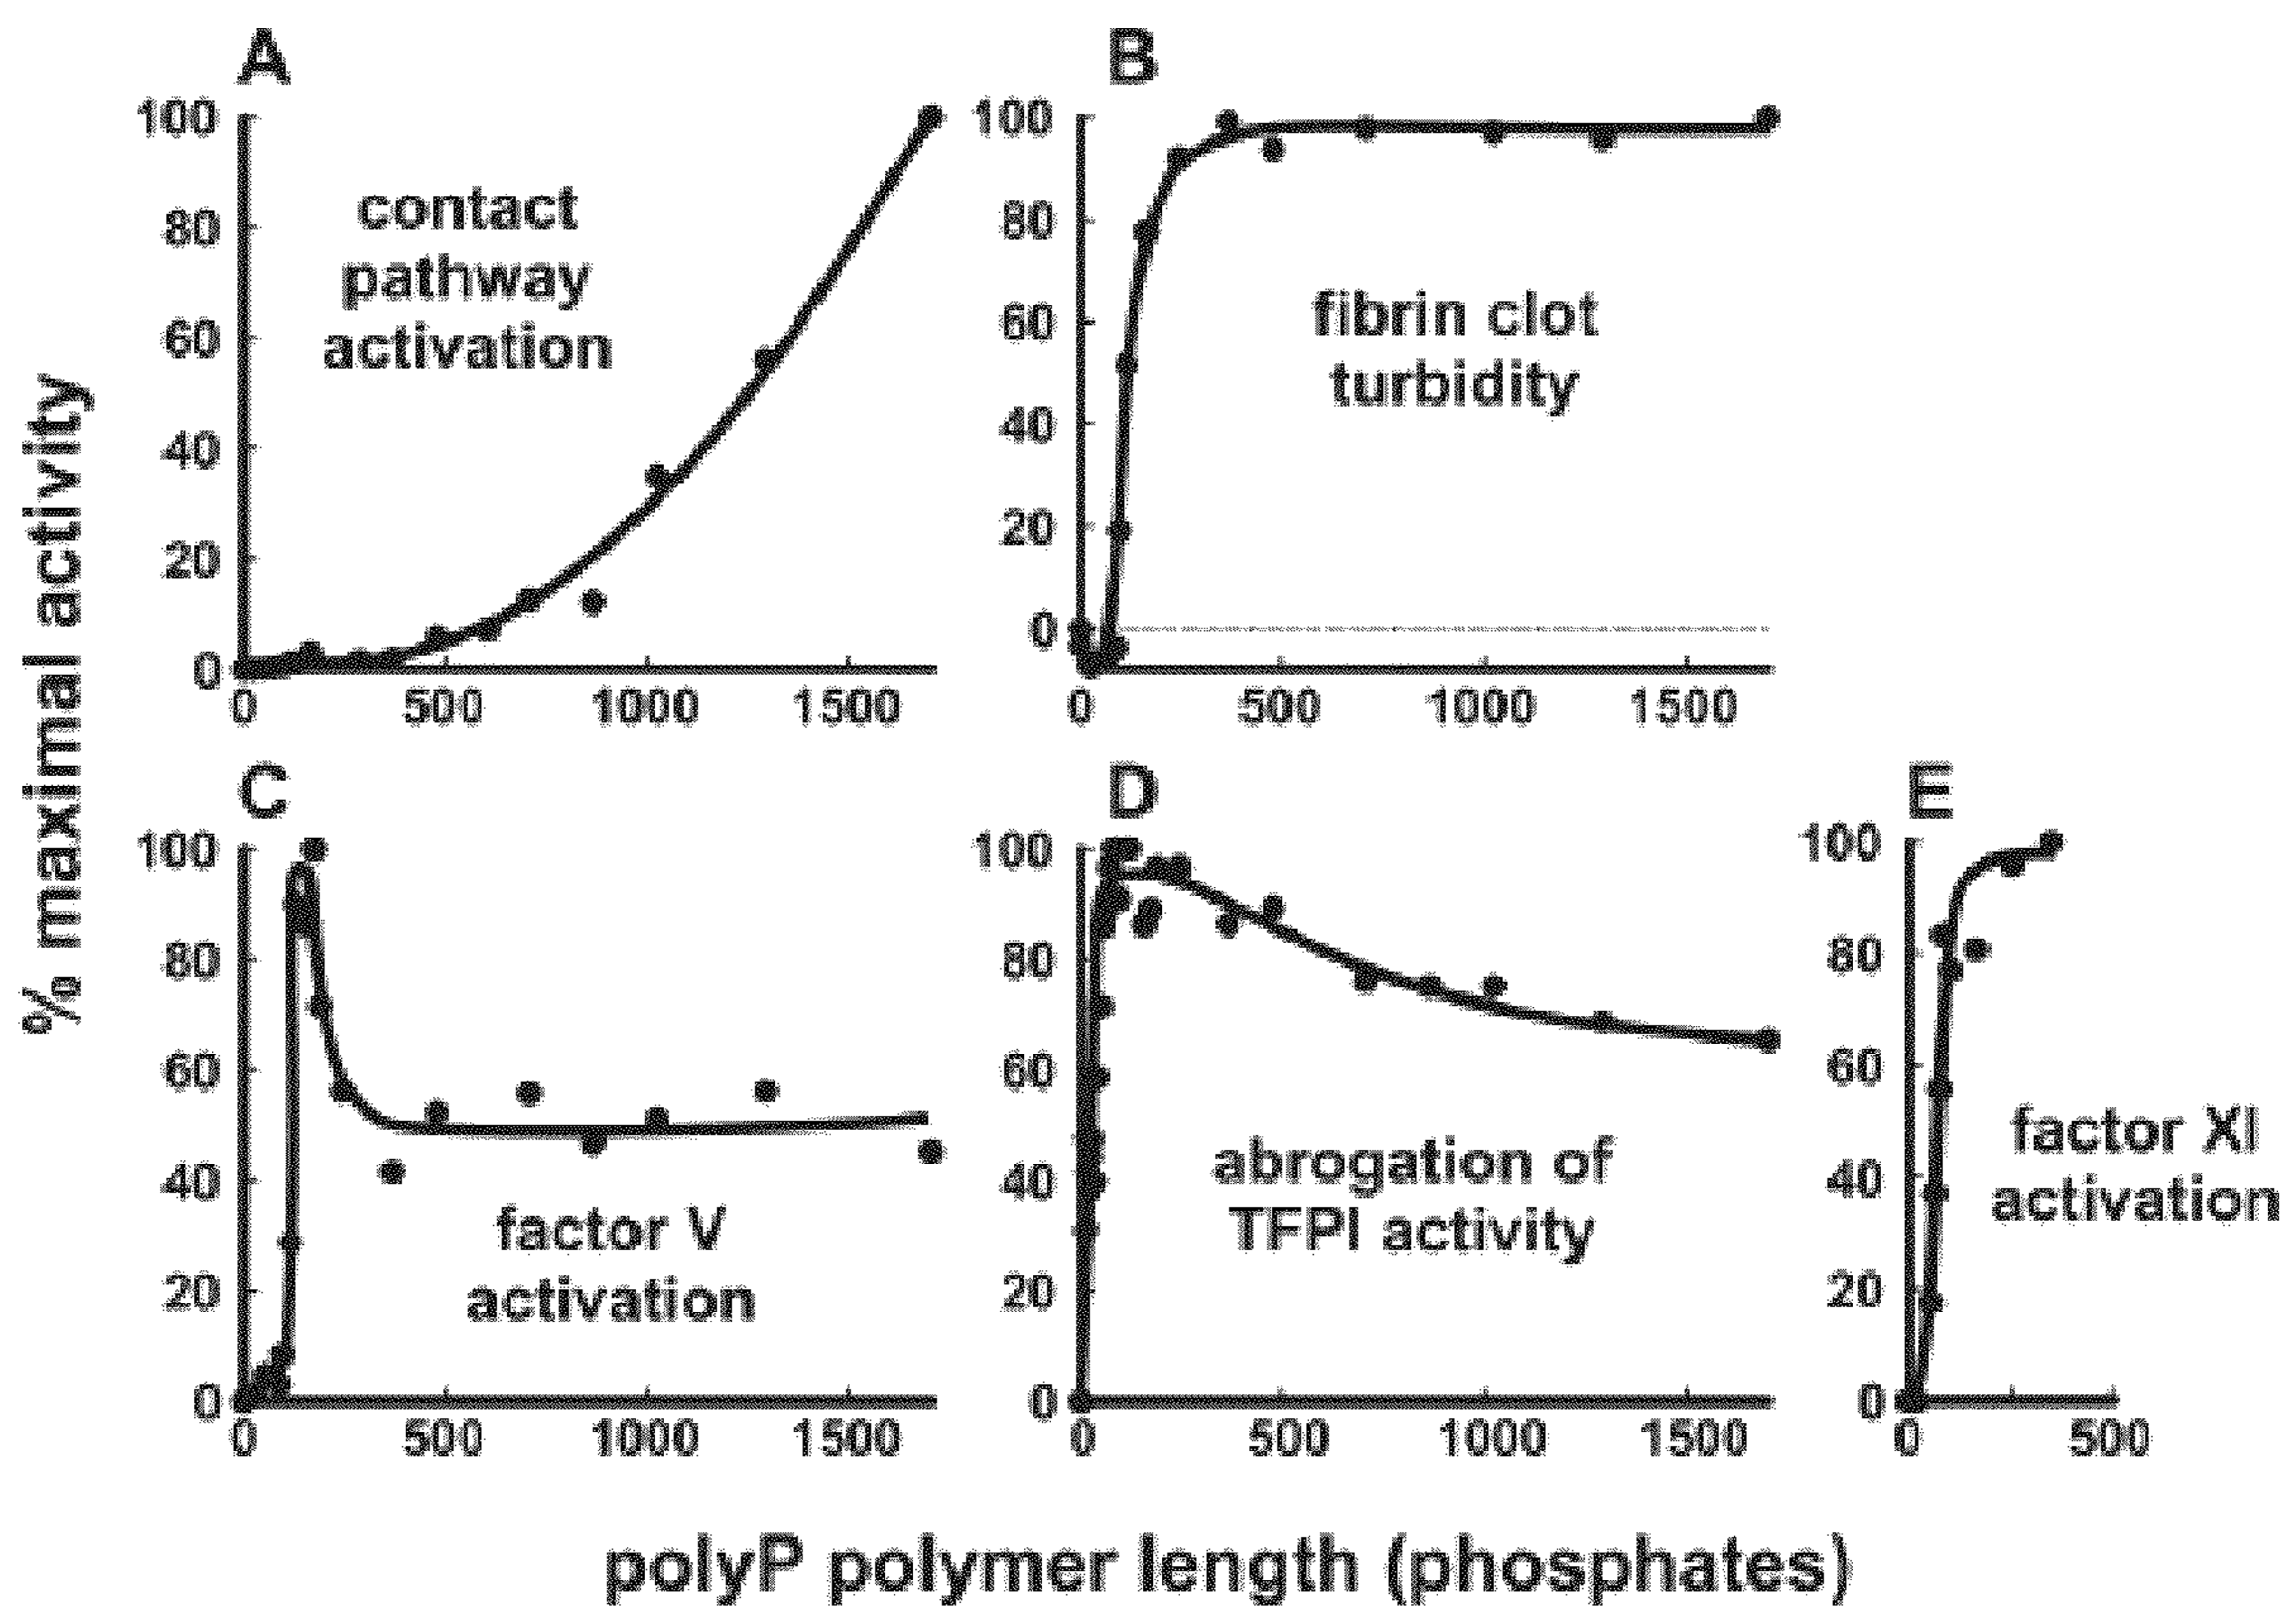 A
100
80
60
40
20
0
0 500 1000 1500
contact
pathway
activation
B
100
80
60
40
20
0
0 500 1000 1500
fibrin clot
turbidity
% maximal activity
C
100
80
60
40
20
0
0 500 1000 1500
factor V
activation
D
100
80
60
40
20
0
0 500 1000 1500
abrogation of
TFPI activity
E
100
80
60
40
20
0
0 500
factor XI
activation
polyP polymer length (phosphates)